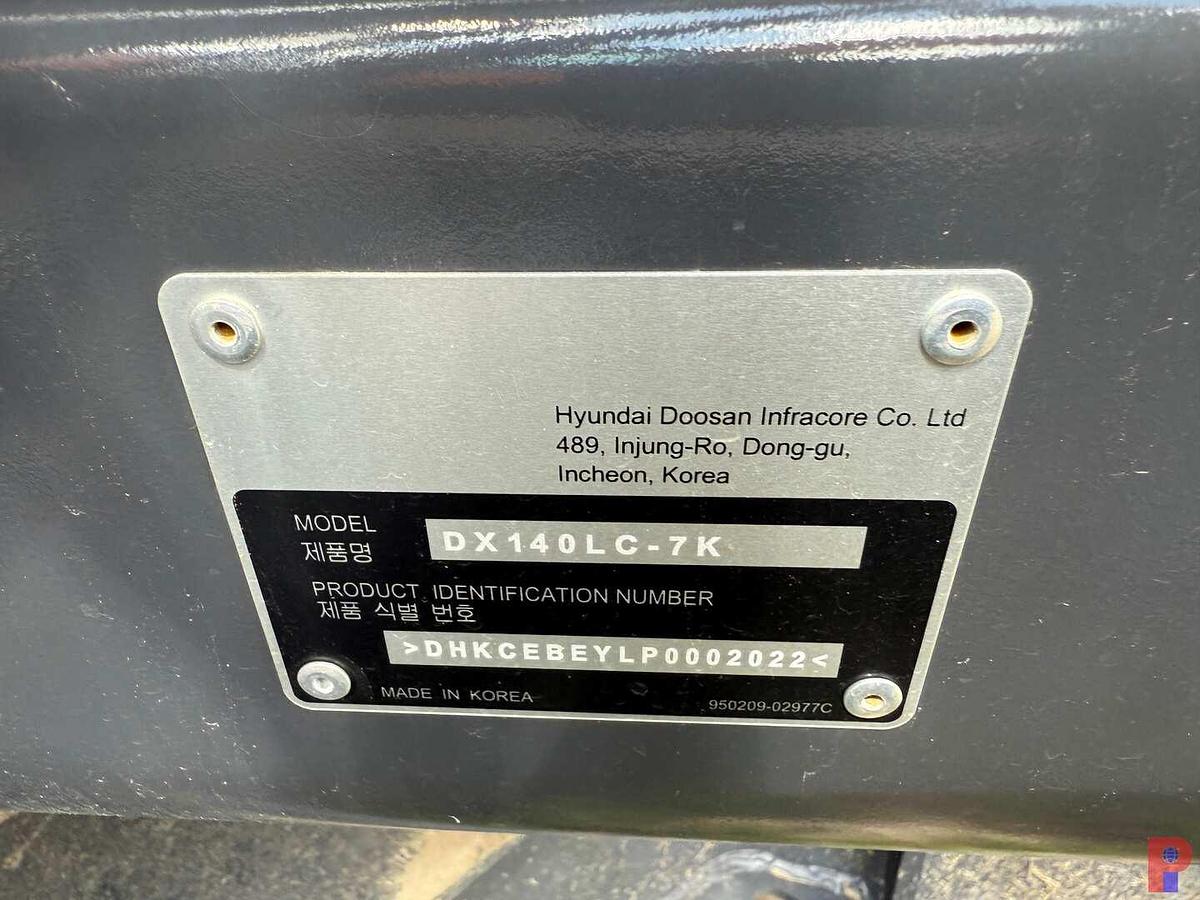 Hyundai Doosan Infracore Co. Ltd
489, Injung-Ro, Dong-gu,
Incheon, Korea
MODEL
제품명
DX140LC-7K
PRODUCT IDENTIFICATION NUMBER
제품 식별 번호
>DHKCEBEYLP0002022<
MADE IN KOREA
950209-02977C